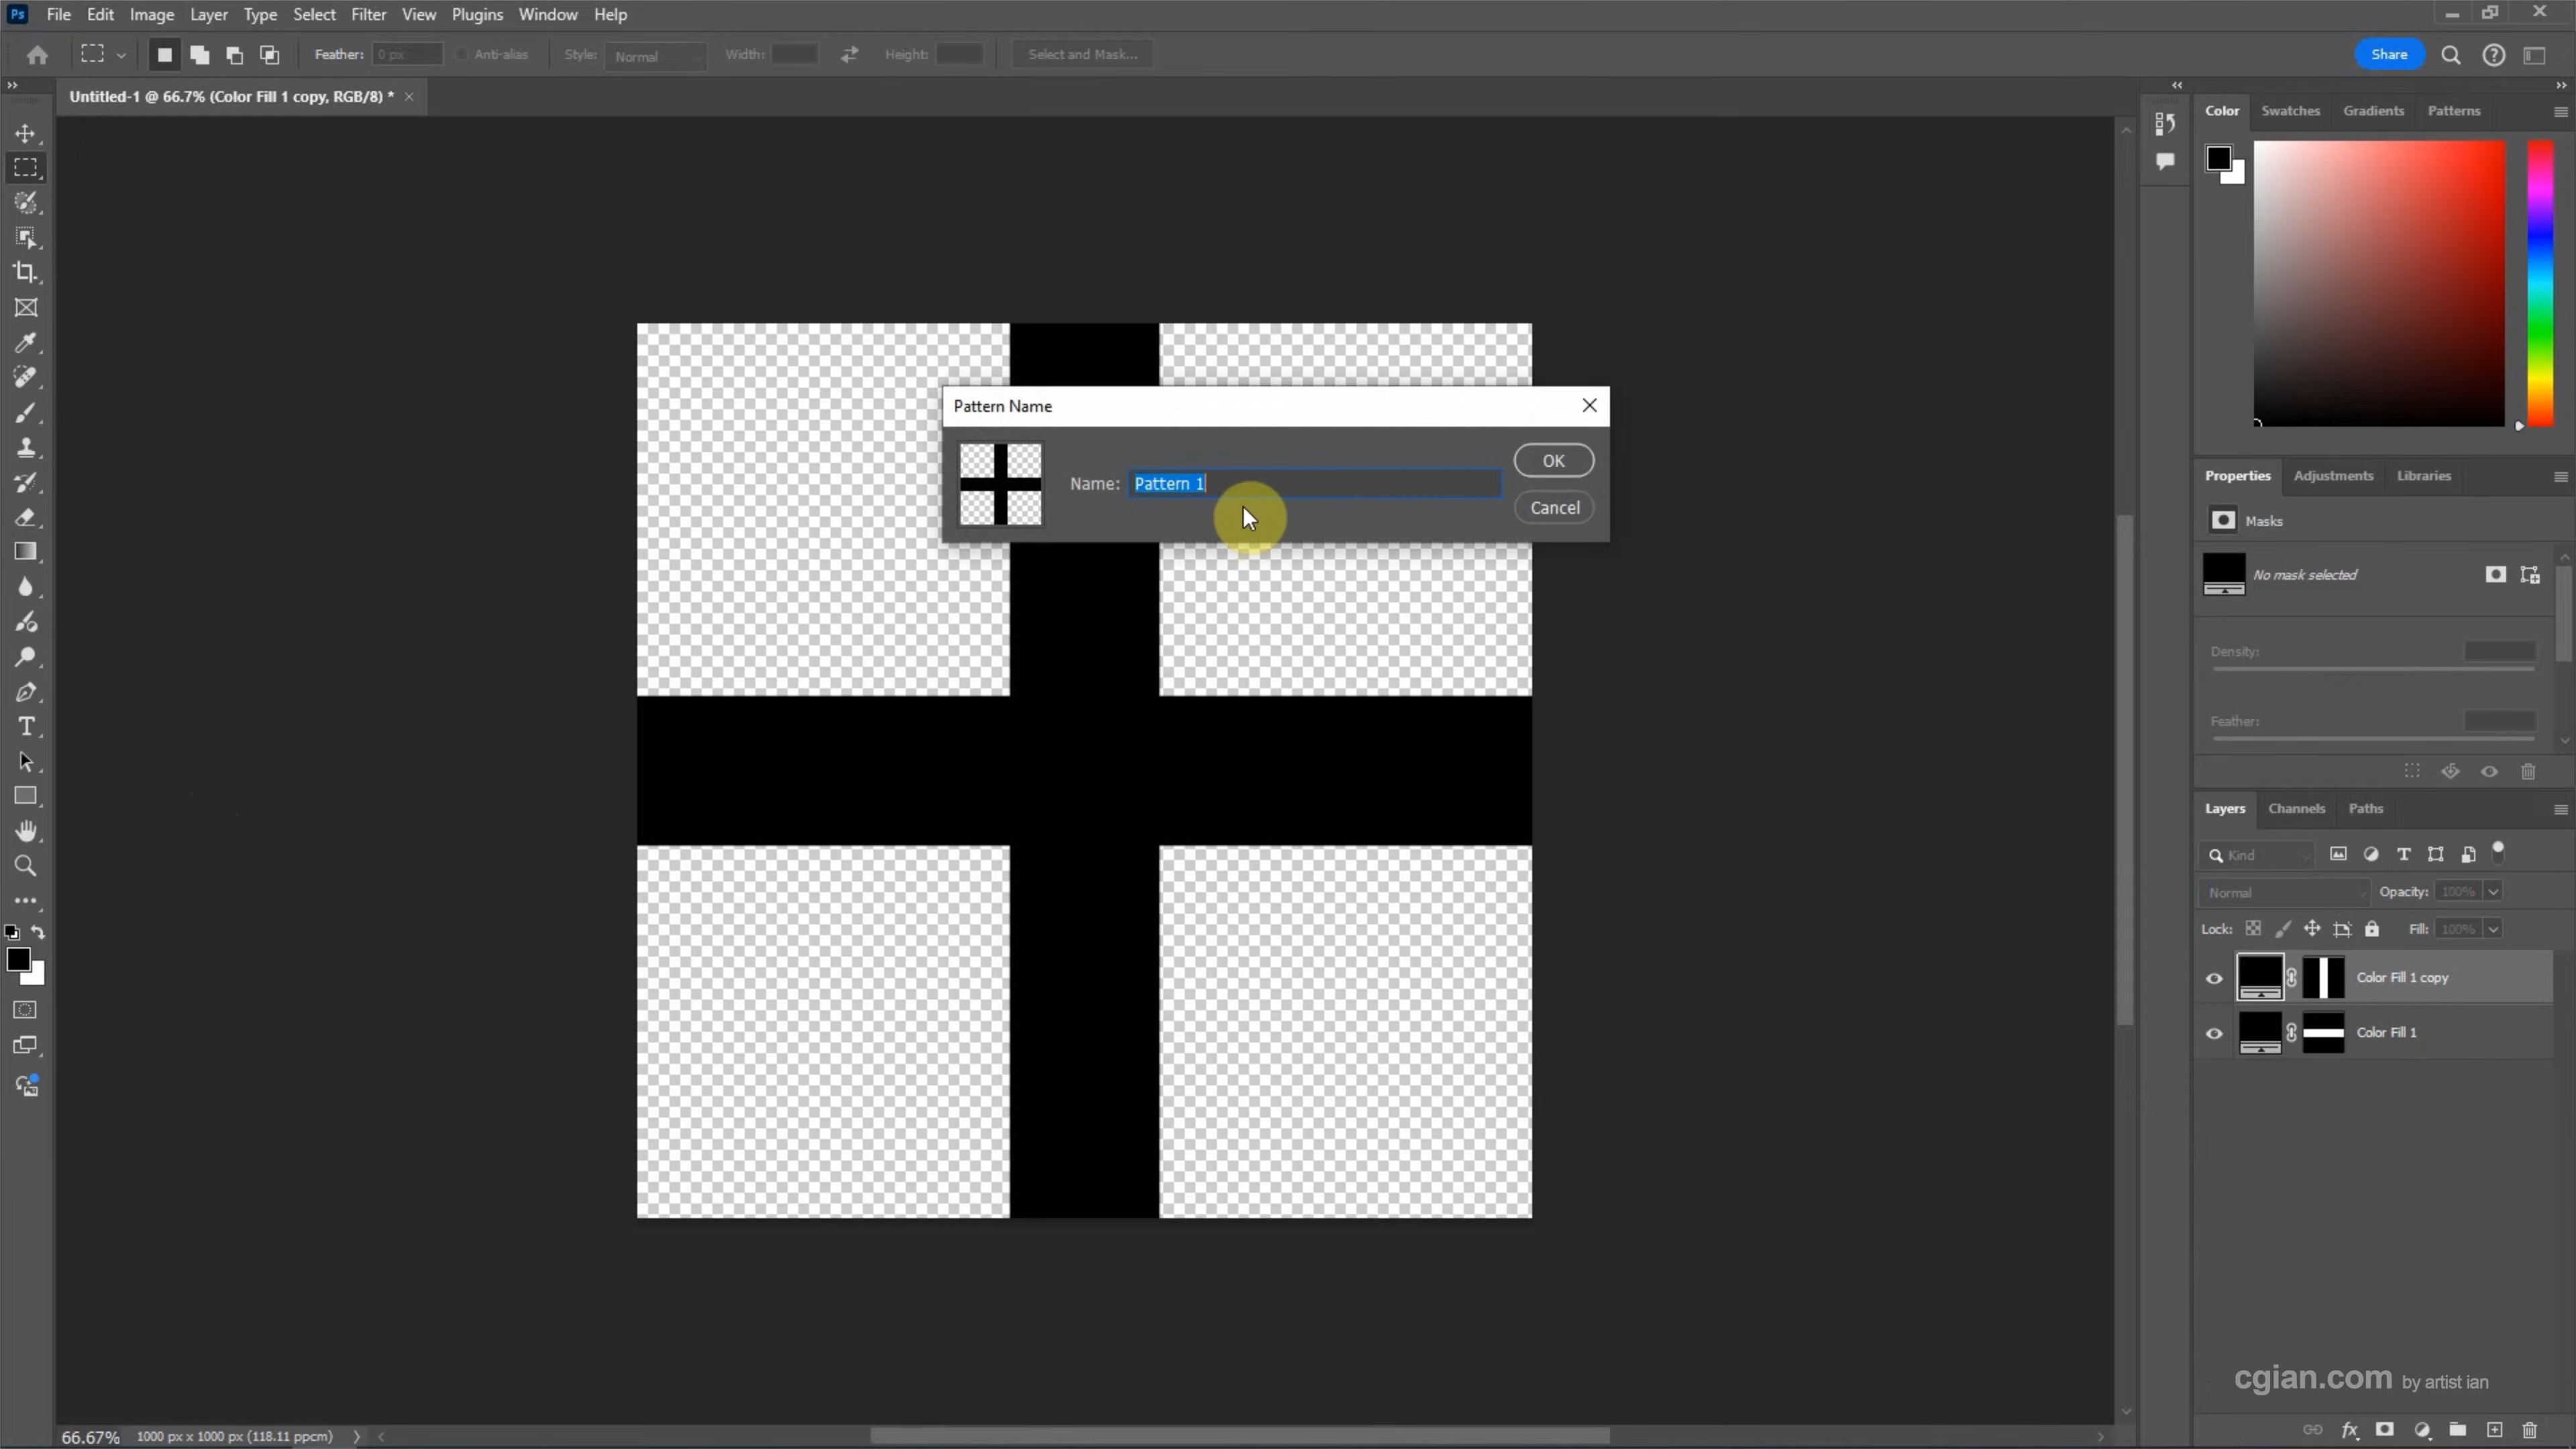 Ps File Edit Image Layer Type Select Filter View Plugins Window Help
Feather: 0 px Anti-alias Style: Normal Width: Height: Select and Mask... Share
Untitled-1 @ 66.7% (Color Fill 1 copy, RGB/8) * ×
Color Swatches Gradients Patterns
Pattern Name
Name: Pattern 1
OK
Cancel
Properties Adjustments Libraries
Masks
No mask selected
Density:
Feather:
Layers Channels Paths
Kind
Normal Opacity: 100%
Lock: Fill: 100%
Color Fill 1 copy
Color Fill 1
cgian.com by artist ian
66.67% 1000 px x 1000 px (118.11 ppcm)